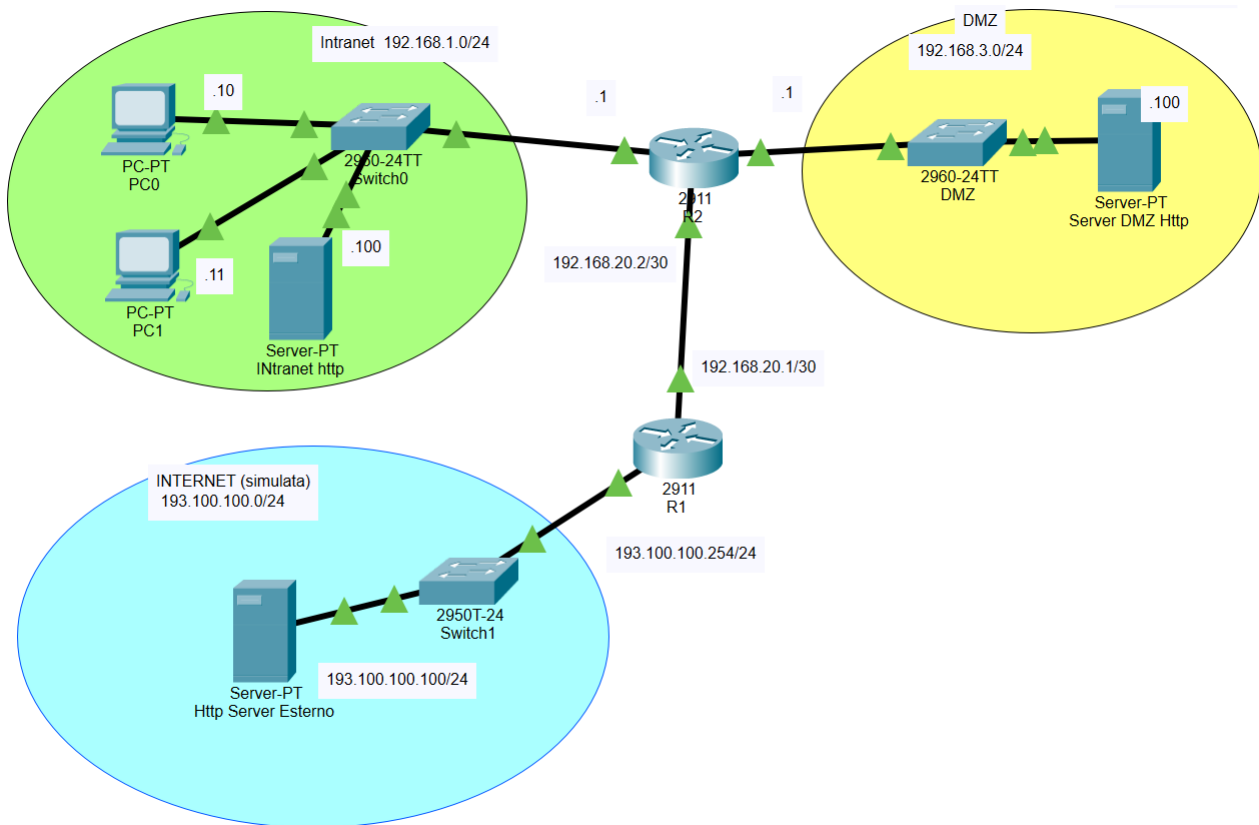 Intranet 192.168.1.0/24
.10
PC-PT
PC0
2950-24TT
Switch0
.11
PC-PT
PC1
.100
Server-PT
INtranet http
.1
.1
2911
R2
DMZ
192.168.3.0/24
.100
2960-24TT
DMZ
Server-PT
Server DMZ Http
192.168.20.2/30
192.168.20.1/30
2911
R1
193.100.100.254/24
INTERNET (simulata)
193.100.100.0/24
2950T-24
Switch1
193.100.100.100/24
Server-PT
Http Server Esterno